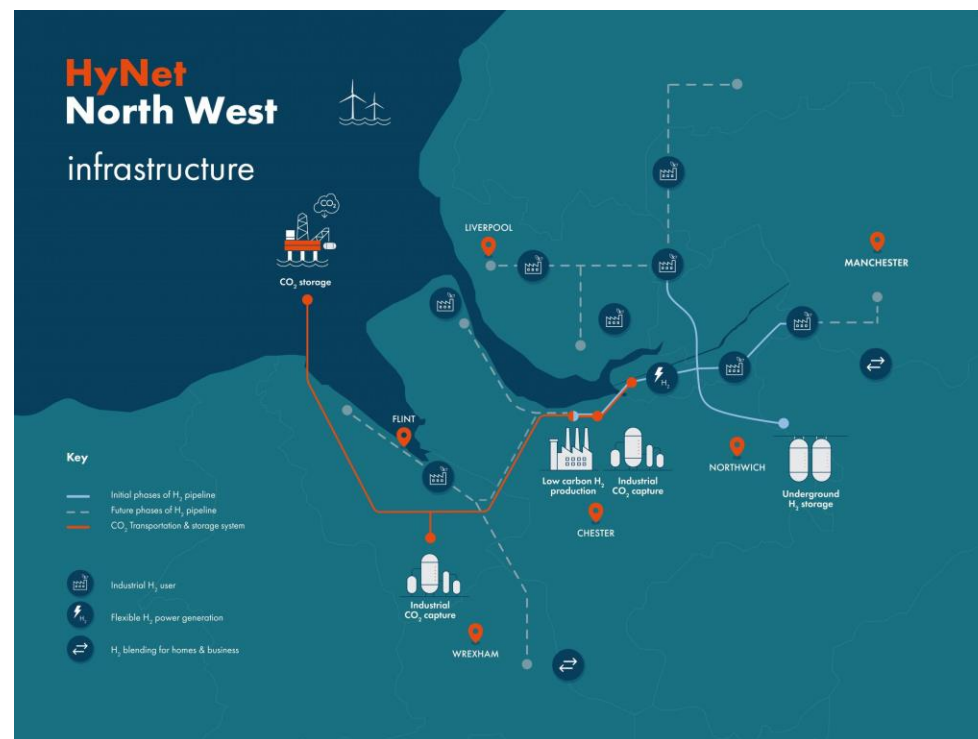 HyNet
North West
infrastructure
CO₂
CO₂ storage
LIVERPOOL
MANCHESTER
FLINT
H₂
Low carbon H₂
production
Industrial
CO₂ capture
NORTHWICH
Underground
H₂ storage
CHESTER
Industrial
CO₂ capture
WREXHAM
Key
Initial phases of H₂ pipeline
Future phases of H₂ pipeline
CO₂ Transportation & storage system
Industrial H₂ user
H₂
Flexible H₂ power generation
H₂ blending for homes & business